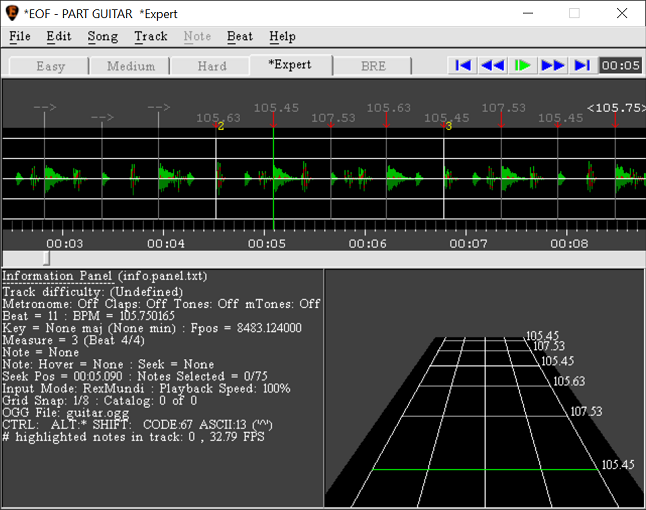 *EOF - PART GUITAR *Expert
File Edit Song Track Note Beat Help
Easy Medium Hard *Expert BRE 00:05
--> --> --> 105.63 105.45 107.53 105.63 105.45 107.53 105.45 <105.75>
2 3
00:03 00:04 00:05 00:06 00:07 00:08
Information Panel (info.panel.txt)
----------------------------
Track difficulty: (Undefined)
Metronome: Off Claps: Off Tones: Off mTones: Off
Beat = 11 : BPM = 105.750165
Key = None maj (None min) : Fpos = 8483.124000
Measure = 3 (Beat 4/4)
Note = None
Note: Hover = None : Seek = None
Seek Pos = 00:05.090 : Notes Selected = 0/75
Input Mode: RexMundi : Playback Speed: 100%
Grid Snap: 1/8 : Catalog: 0 of 0
OGG File: guitar.ogg
CTRL: ALT:* SHIFT: CODE:67 ASCII:13 ('^')
# highlighted notes in track: 0 , 32.79 FPS
105.45
107.53
105.45
105.63
107.53
105.45